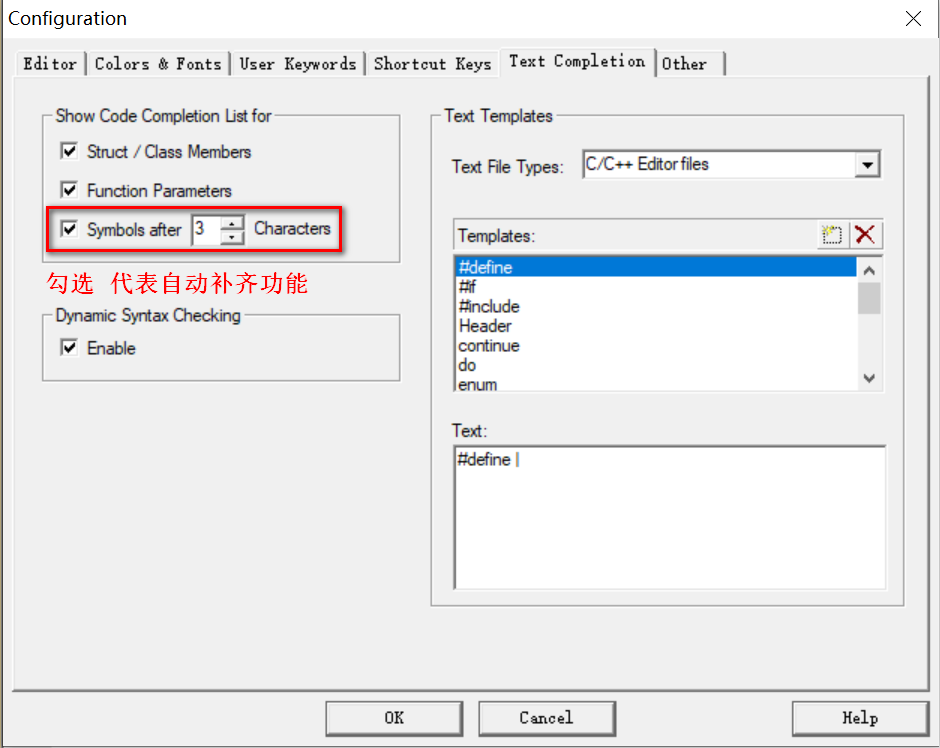 Configuration
Editor
Colors & Fonts
User Keywords
Shortcut Keys
Text Completion
Other
Show Code Completion List for
Struct / Class Members
Function Parameters
Symbols after 3 Characters
勾选 代表自动补齐功能
Dynamic Syntax Checking
Enable
Text Templates
Text File Types: C/C++ Editor files
Templates:
#define
#if
#include
Header
continue
do
enum
Text:
#define |
OK
Cancel
Help